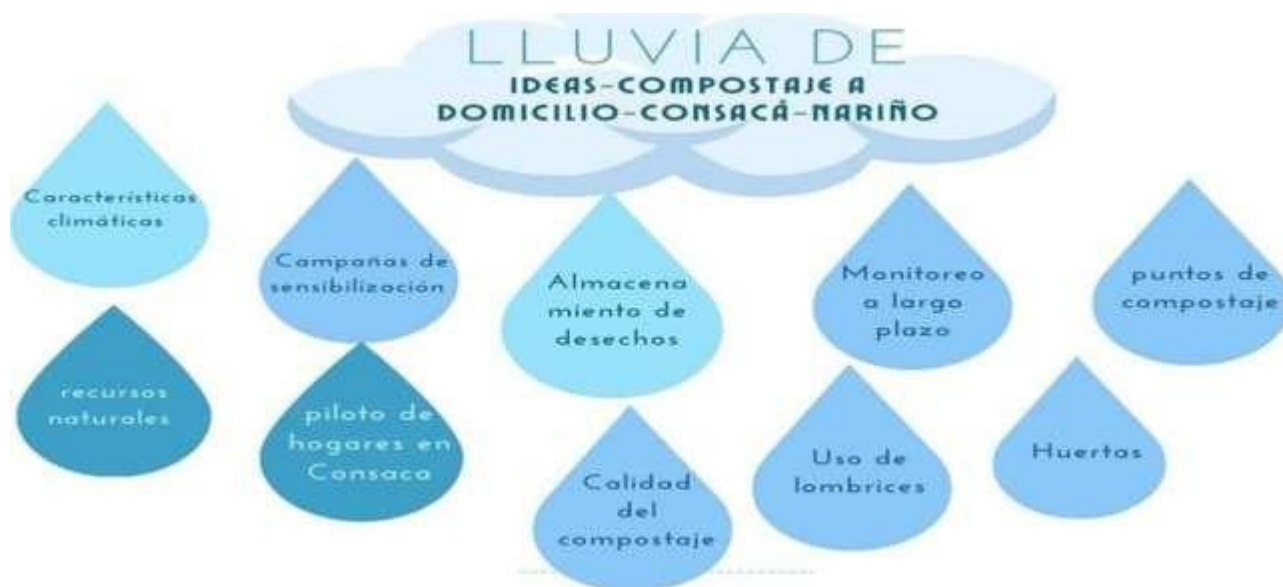 LLUVIA DE
IDEAS-COMPOSTAJE A
DOMICILIO-CONSACÁ-NARIÑO
Características
climáticas
Campañas de
sensibilización
Almacena
miento de
desechos
Monitoreo
a largo
plazo
puntos de
compostaje
recursos
naturales
piloto de
hogares en
Consaca
Calidad
del
compostaje
Uso de
lombrices
Huertas